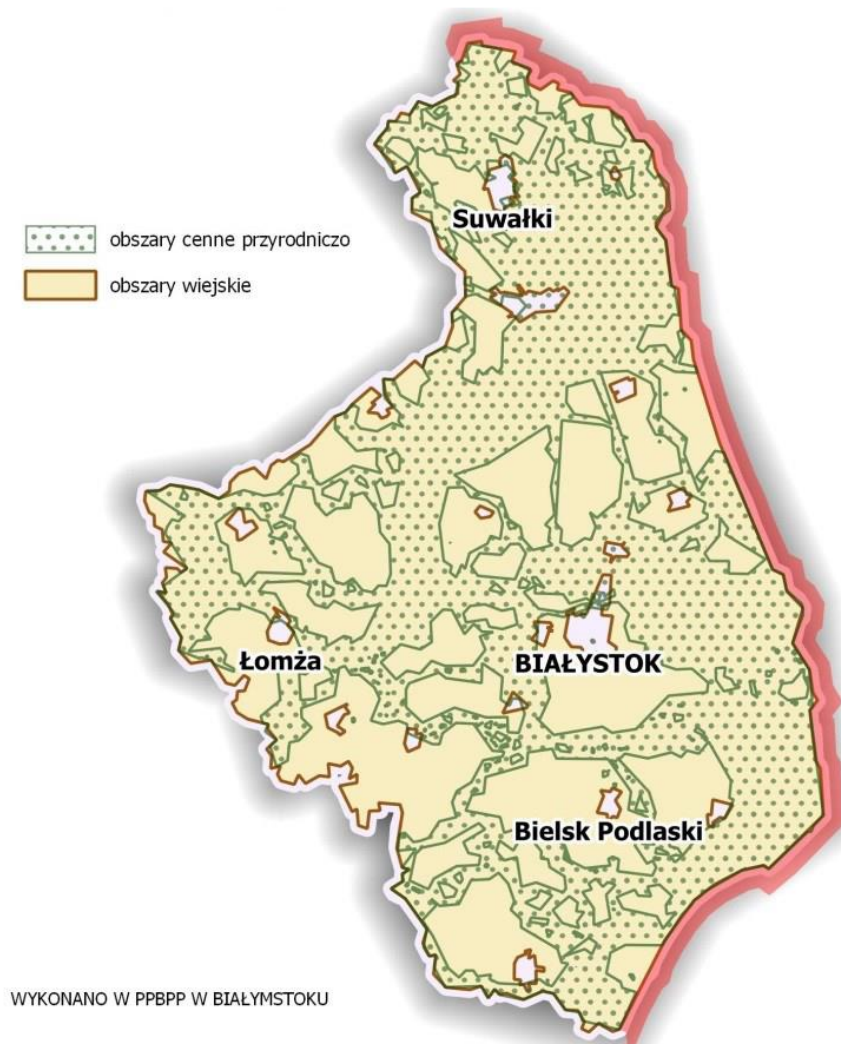 Suwałki
obszary cenne przyrodniczo
obszary wiejskie
Łomża
BIAŁYSTOK
Bielsk Podlaski
WYKONANO W PPBPP W BIAŁYMSTOKU